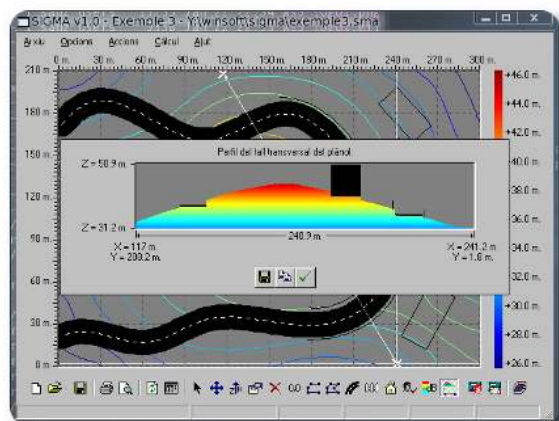 SIGMA v1.0 - Exemple 3 - Y:\winsoft\sigma\exemple3.sma
Arxiu Opcions Accions Càlcul Ajut
0 m. 30 m. 60 m. 90 m. 120 m. 150 m. 180 m. 210 m. 240 m. 270 m. 300 m.
210 m.
180 m.
150 m.
120 m.
90 m.
60 m.
30 m.
0 m.
+46.0 m.
+44.0 m.
+42.0 m.
+40.0 m.
+38.0 m.
+36.0 m.
+34.0 m.
+32.0 m.
+30.0 m.
+28.0 m.
+26.0 m.
Perfil del tall transversal del plànol
Z = 50.9 m.
Z = 31.2 m.
240.9 m.
X = 117 m.
Y = 208.2 m.
X = 241.2 m.
Y = 1.8 m.